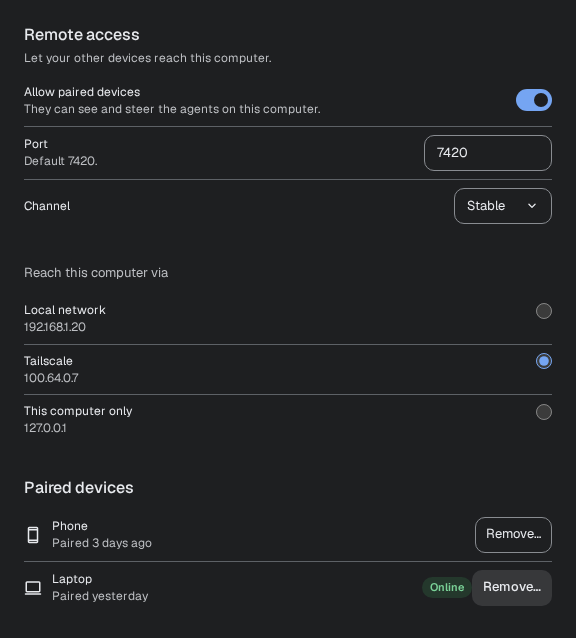 Remote access
Let your other devices reach this computer.
Allow paired devices
They can see and steer the agents on this computer.
Port
Default 7420.
7420
Channel
Stable
Reach this computer via
Local network
192.168.1.20
Tailscale
100.64.0.7
This computer only
127.0.0.1
Paired devices
Phone
Paired 3 days ago
Remove...
Laptop
Paired yesterday
Online
Remove...